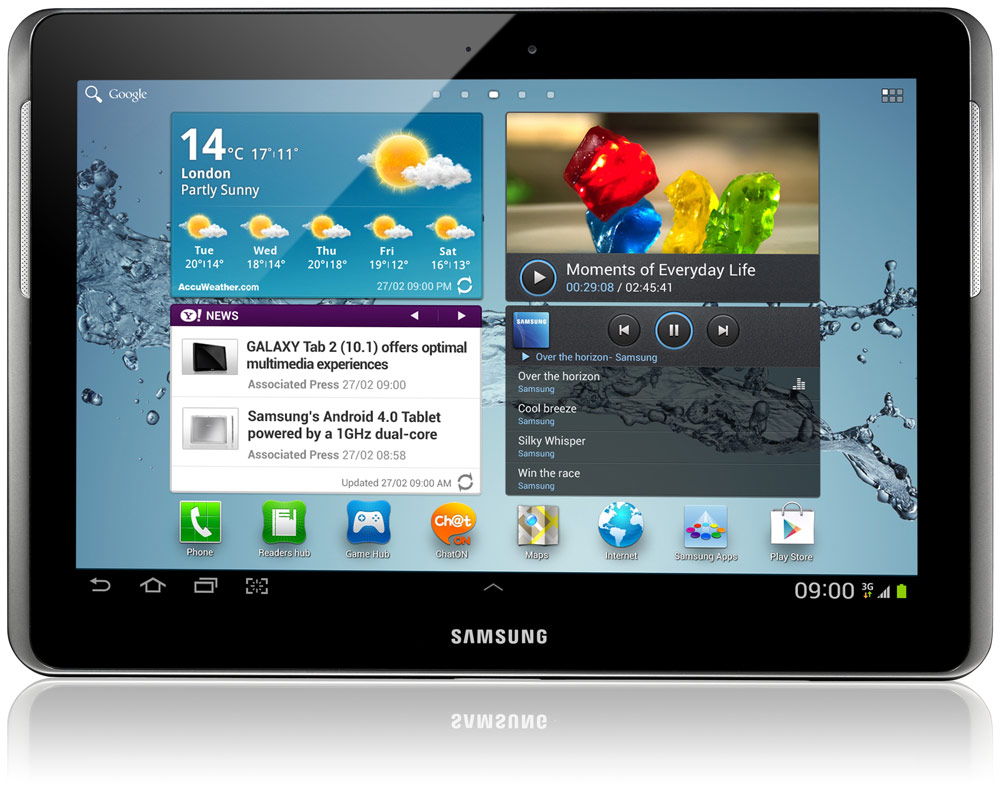 Google
14°C 17°|11°
London
Partly Sunny
Tue Wed Thu Fri Sat
20°|14° 18°|14° 20°|18° 19°|12° 16°|13°
AccuWeather.com 27/02 09:00 PM
Moments of Everyday Life
00:29:08 / 02:45:41
Y! NEWS
GALAXY Tab 2 (10.1) offers optimal
multimedia experiences
Associated Press 27/02 09:00
Samsung's Android 4.0 Tablet
powered by a 1GHz dual-core
Associated Press 27/02 08:58
Updated 27/02 09:00 AM
SAMSUNG
Over the horizon- Samsung
Over the horizon
Samsung
Cool breeze
Samsung
Silky Whisper
Samsung
Win the race
Samsung
Ch@t
ON
Phone Readers hub Game Hub ChatON Maps Internet Samsung Apps Play Store
09:00 3G
SAMSUNG
SAMSUNG